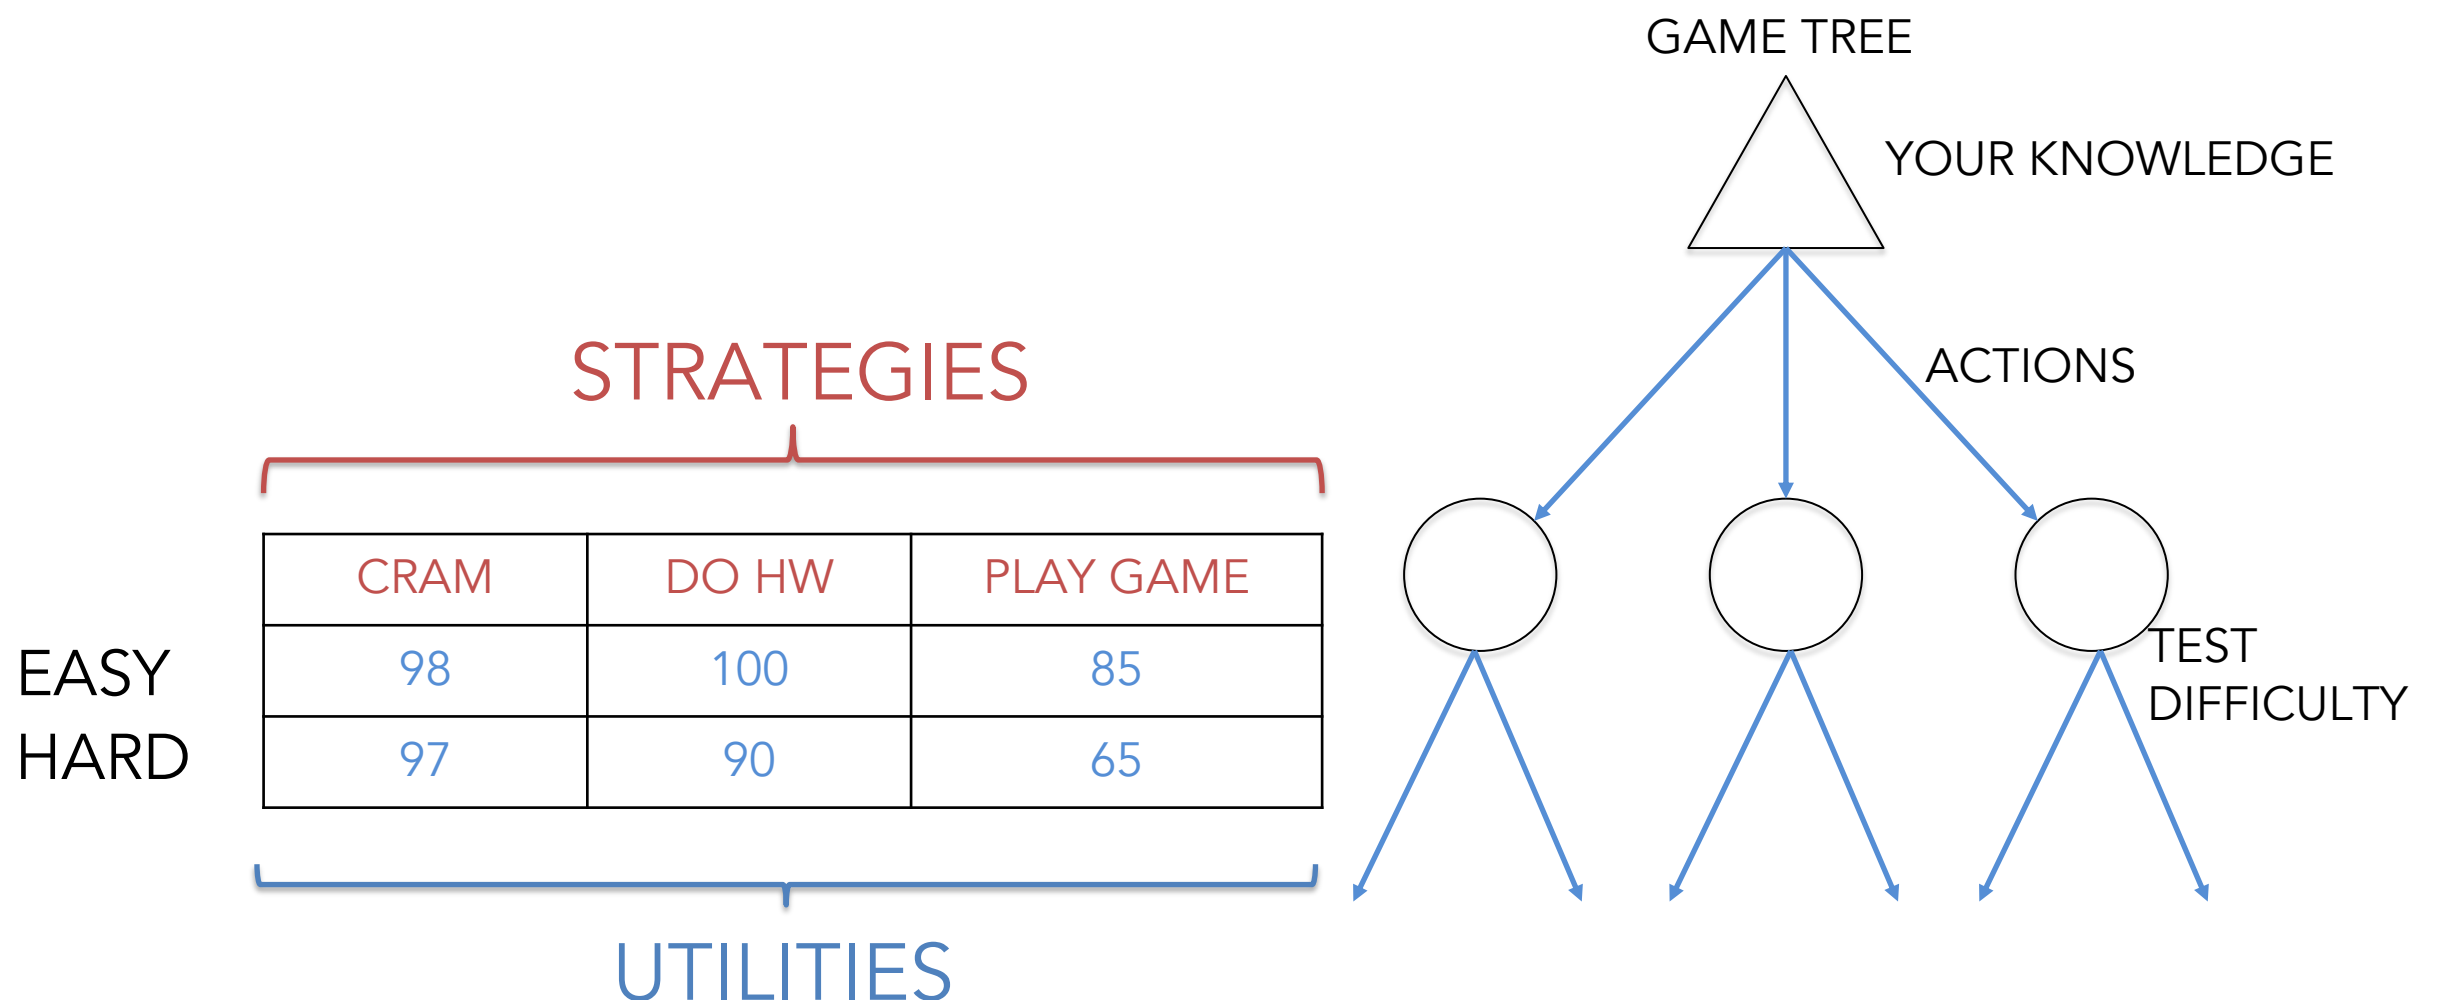 GAME TREE
YOUR KNOWLEDGE
ACTIONS
STRATEGIES
CRAM DO HW PLAY GAME
EASY 98 100 85
HARD 97 90 65
TEST
DIFFICULTY
UTILITIES